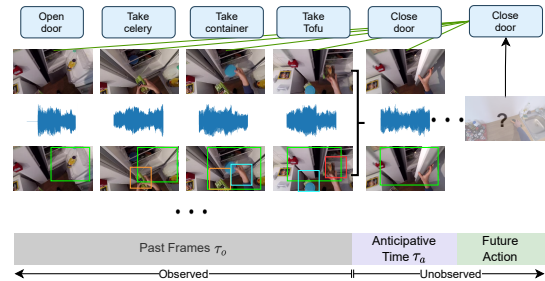 Open
door
Take
celery
Take
container
Take
Tofu
Close
door
Close
door
?
Past Frames τₒ
Anticipative
Time τₐ
Future
Action
Observed
Unobserved